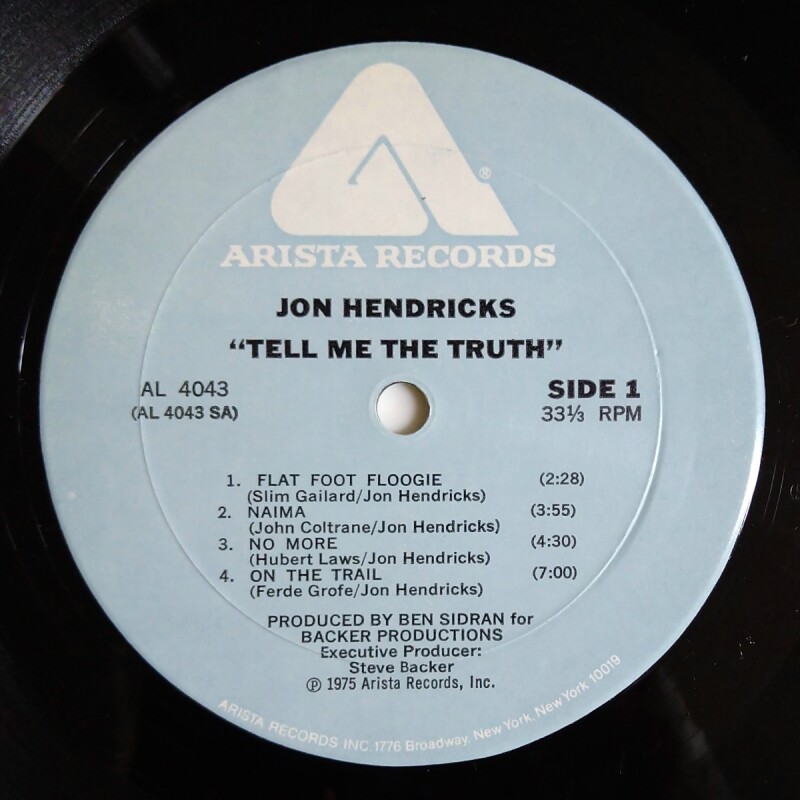 ®
ARISTA RECORDS
JON HENDRICKS
“TELL ME THE TRUTH”
AL 4043
(AL 4043 SA)
SIDE 1
33⅓ RPM
1. FLAT FOOT FLOOGIE (2:28)
(Slim Gailard/Jon Hendricks)
2. NAIMA (3:55)
(John Coltrane/Jon Hendricks)
3. NO MORE (4:30)
(Hubert Laws/Jon Hendricks)
4. ON THE TRAIL (7:00)
(Ferde Grofe/Jon Hendricks)
PRODUCED BY BEN SIDRAN for
BACKER PRODUCTIONS
Executive Producer:
Steve Backer
℗ 1975 Arista Records, Inc.
ARISTA RECORDS INC. 1776 Broadway, New York, New York 10019